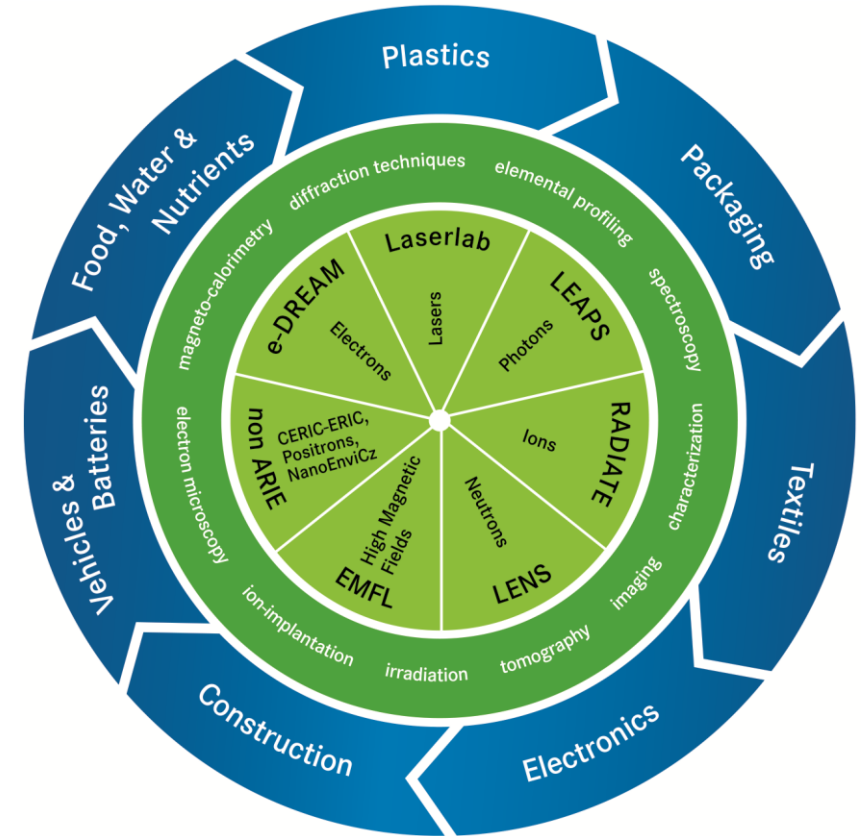 Plastics
Packaging
Textiles
Electronics
Construction
Vehicles &
Batteries
Food, Water &
Nutrients
diffraction techniques
elemental profiling
spectroscopy
characterization
imaging
tomography
irradiation
ion-implantation
electron microscopy
magneto-calorimetry
Laserlab
Lasers
LEAPS
Photons
RADIATE
Ions
LENS
Neutrons
EMFL
High Magnetic
Fields
non ARIE
CERIC-ERIC,
Positrons,
NanoEnviCz
e-DREAM
Electrons